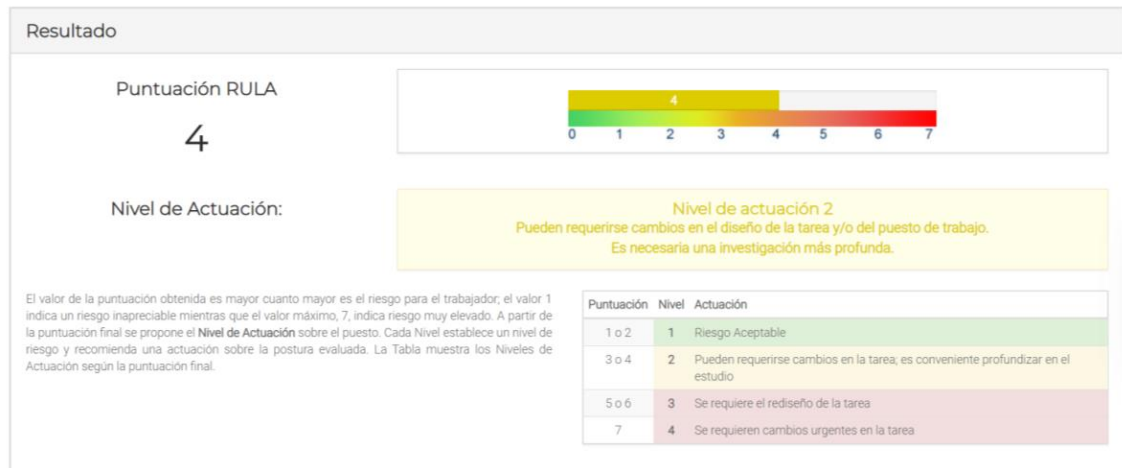 Resultado
Puntuación RULA
4
4
0 1 2 3 4 5 6 7
Nivel de Actuación:
Nivel de actuación 2
Pueden requerirse cambios en el diseño de la tarea y/o del puesto de trabajo.
Es necesaria una investigación más profunda.
El valor de la puntuación obtenida es mayor cuanto mayor es el riesgo para el trabajador; el valor 1
indica un riesgo inapreciable mientras que el valor máximo, 7, indica riesgo muy elevado. A partir de
la puntuación final se propone el Nivel de Actuación sobre el puesto. Cada Nivel establece un nivel de
riesgo y recomienda una actuación sobre la postura evaluada. La Tabla muestra los Niveles de
Actuación según la puntuación final.
Puntuación Nivel Actuación
1 o 2 1 Riesgo Aceptable
3 o 4 2 Pueden requerirse cambios en la tarea; es conveniente profundizar en el
estudio
5 o 6 3 Se requiere el rediseño de la tarea
7 4 Se requieren cambios urgentes en la tarea